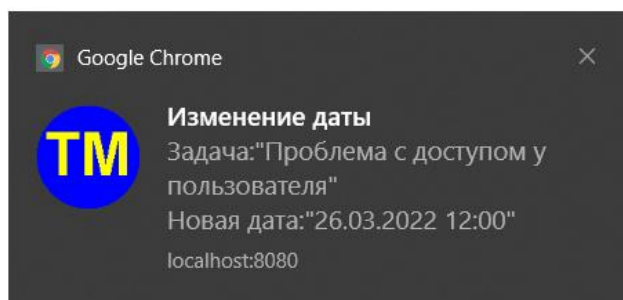 Google Chrome
TM
Изменение даты
Задача:"Проблема с доступом у
пользователя"
Новая дата:"26.03.2022 12:00"
localhost:8080